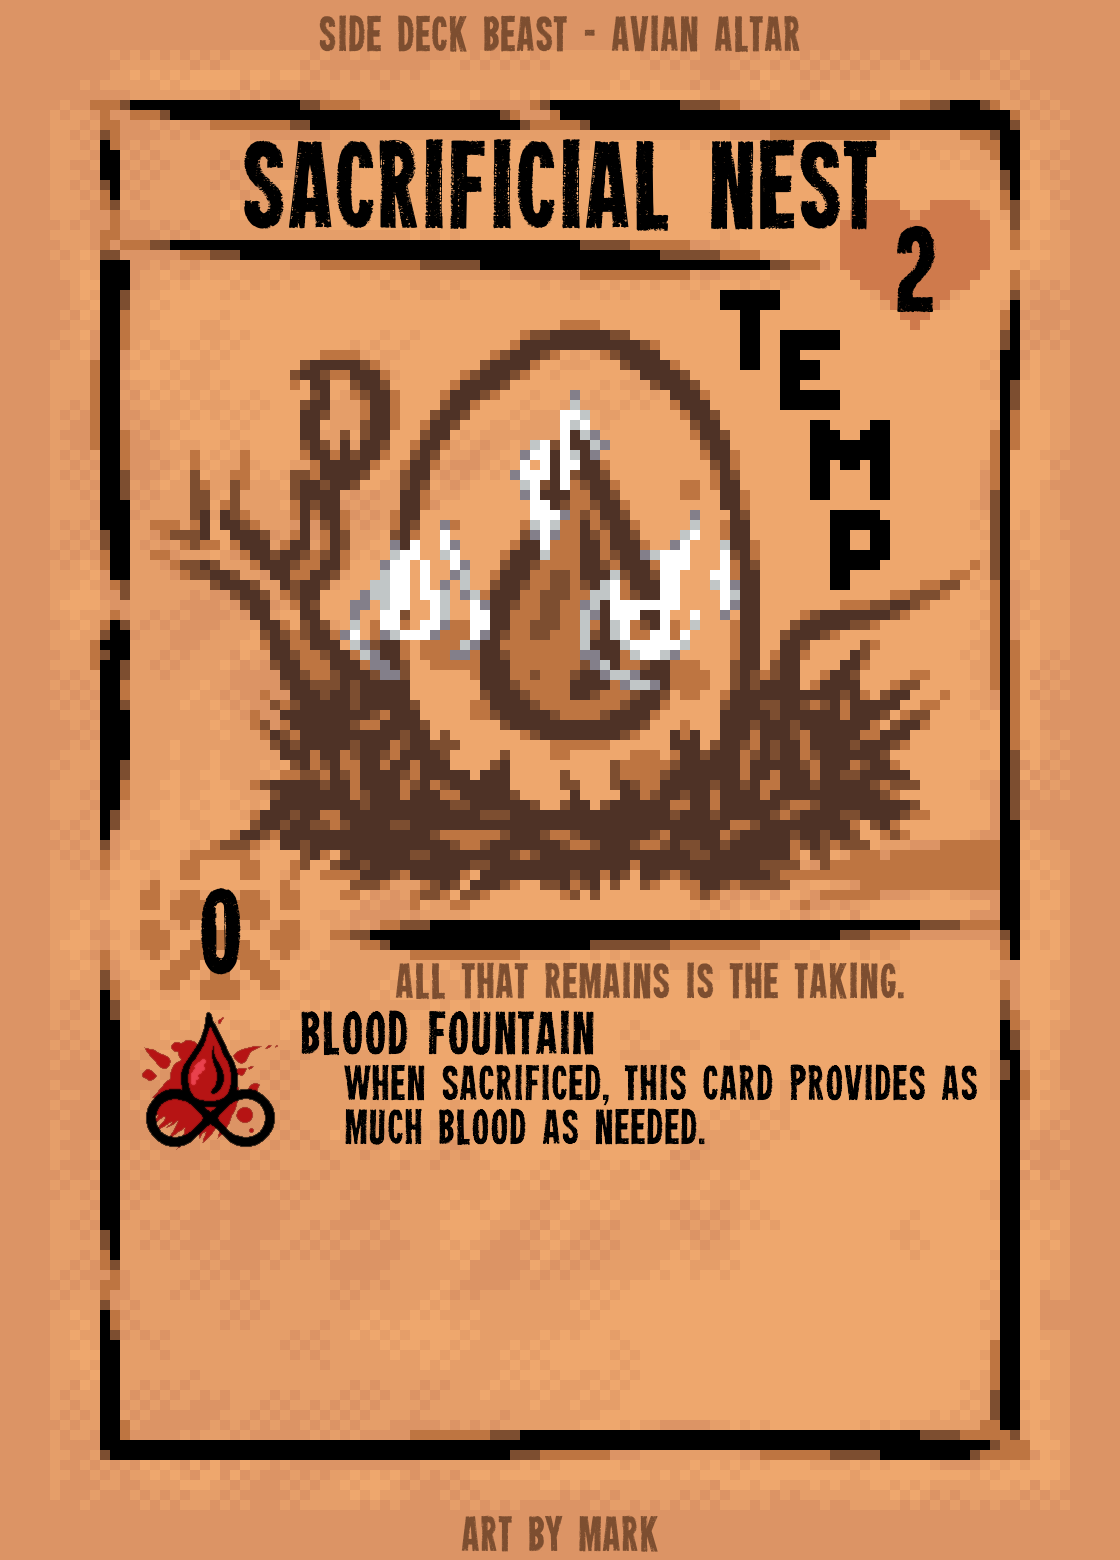 SIDE DECK BEAST - AVIAN ALTAR
SACRIFICIAL NEST
2
TEMP
0
ALL THAT REMAINS IS THE TAKING.
BLOOD FOUNTAIN
WHEN SACRIFICED, THIS CARD PROVIDES AS
MUCH BLOOD AS NEEDED.
ART BY MARK